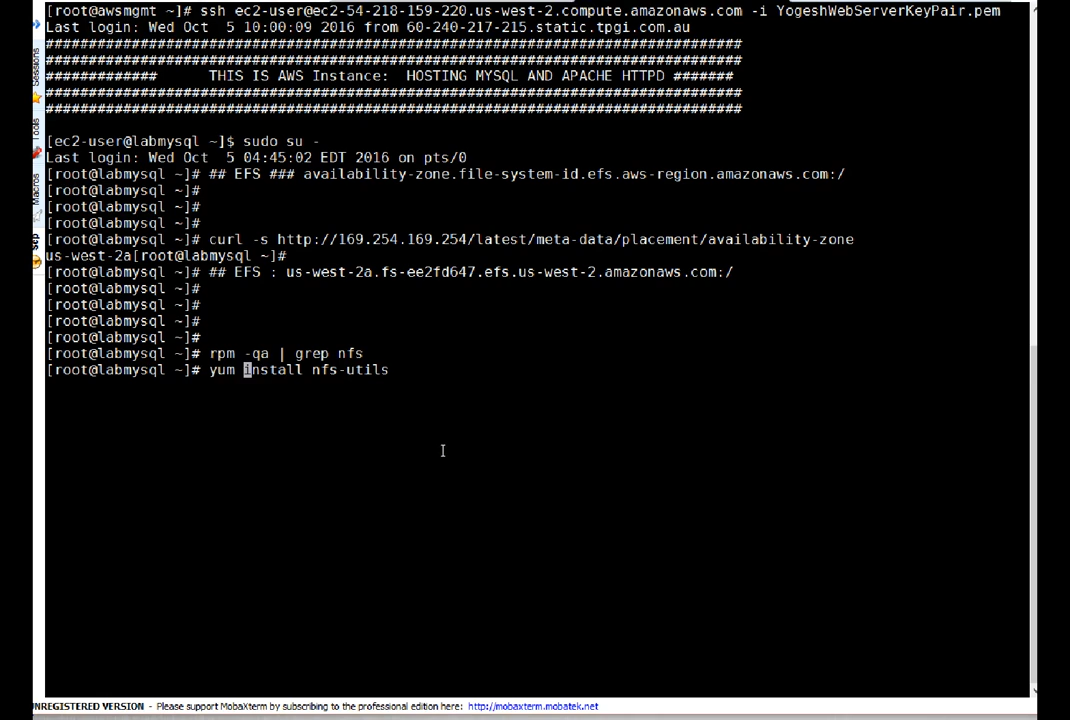 [root@awsmgmt ~]# ssh ec2-user@ec2-54-218-159-220.us-west-2.compute.amazonaws.com -i YogeshWebServerKeyPair.pem
Last login: Wed Oct  5 10:00:09 2016 from 60-240-217-215.static.tpgi.com.au
########################################################################
########################################################################
#############      THIS IS AWS Instance:  HOSTING MYSQL AND APACHE HTTPD #######
########################################################################
########################################################################
[ec2-user@labmysql ~]$ sudo su -
Last login: Wed Oct  5 04:45:02 EDT 2016 on pts/0
[root@labmysql ~]# ## EFS ### availability-zone.file-system-id.efs.aws-region.amazonaws.com:/
[root@labmysql ~]#
[root@labmysql ~]#
[root@labmysql ~]#
[root@labmysql ~]# curl -s http://169.254.169.254/latest/meta-data/placement/availability-zone
us-west-2a[root@labmysql ~]#
[root@labmysql ~]# ## EFS : us-west-2a.fs-ee2fd647.efs.us-west-2.amazonaws.com:/
[root@labmysql ~]#
[root@labmysql ~]#
[root@labmysql ~]#
[root@labmysql ~]#
[root@labmysql ~]# rpm -qa | grep nfs
[root@labmysql ~]# yum install nfs-utils
Sessions
Tools
Macros
Sftp
UNREGISTERED VERSION - Please support MobaXterm by subscribing to the professional edition here: http://mobaxterm.mobatek.net